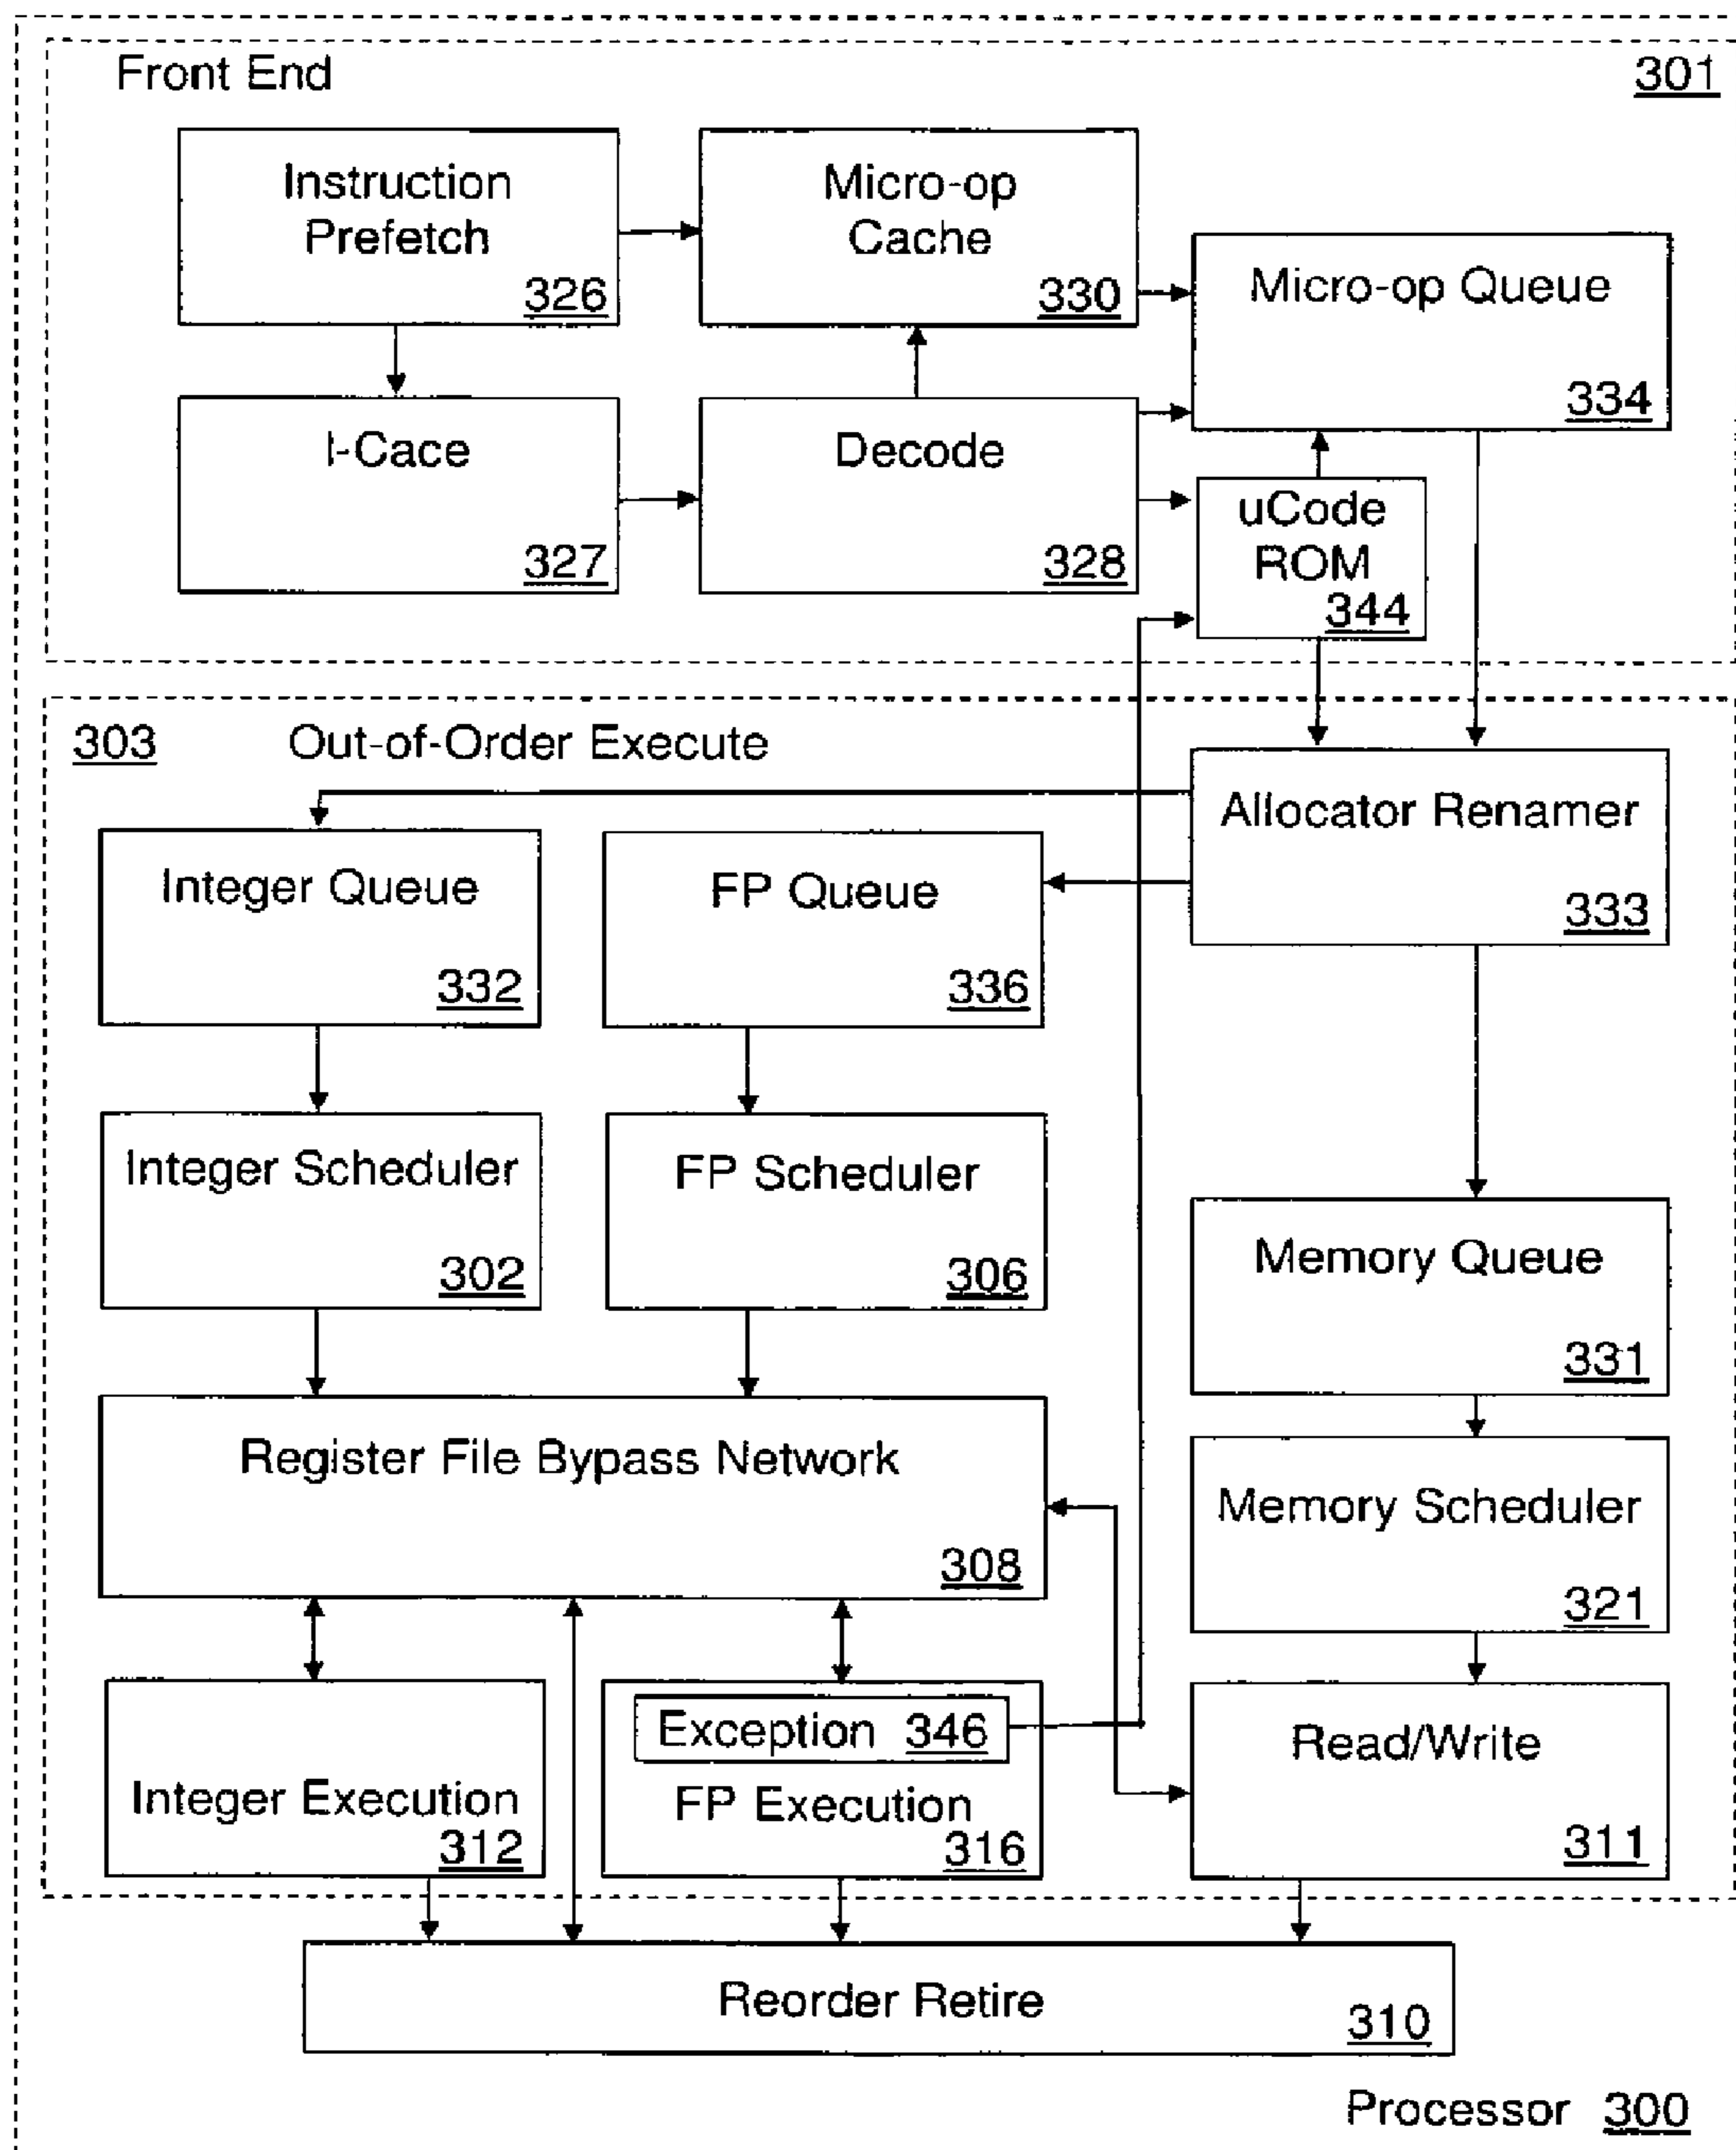 Front End
301
Instruction
Prefetch
326
Micro-op
Cache
330
Micro-op Queue
334
I-Cace
327
Decode
328
uCode
ROM
344
303
Out-of-Order Execute
Allocator Renamer
333
Integer Queue
332
FP Queue
336
Integer Scheduler
302
FP Scheduler
306
Memory Queue
331
Register File Bypass Network
308
Memory Scheduler
321
Integer Execution
312
Exception 346
FP Execution
316
Read/Write
311
Reorder Retire
310
Processor 300